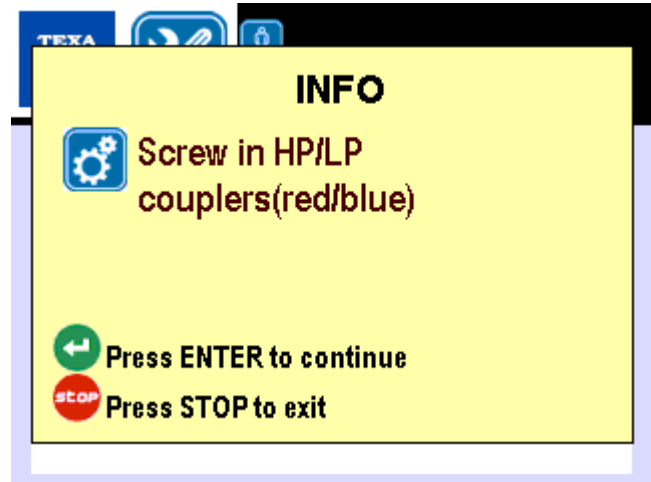 TEXA
INFO
Screw in HP/LP
couplers(red/blue)
Press ENTER to continue
stop
Press STOP to exit